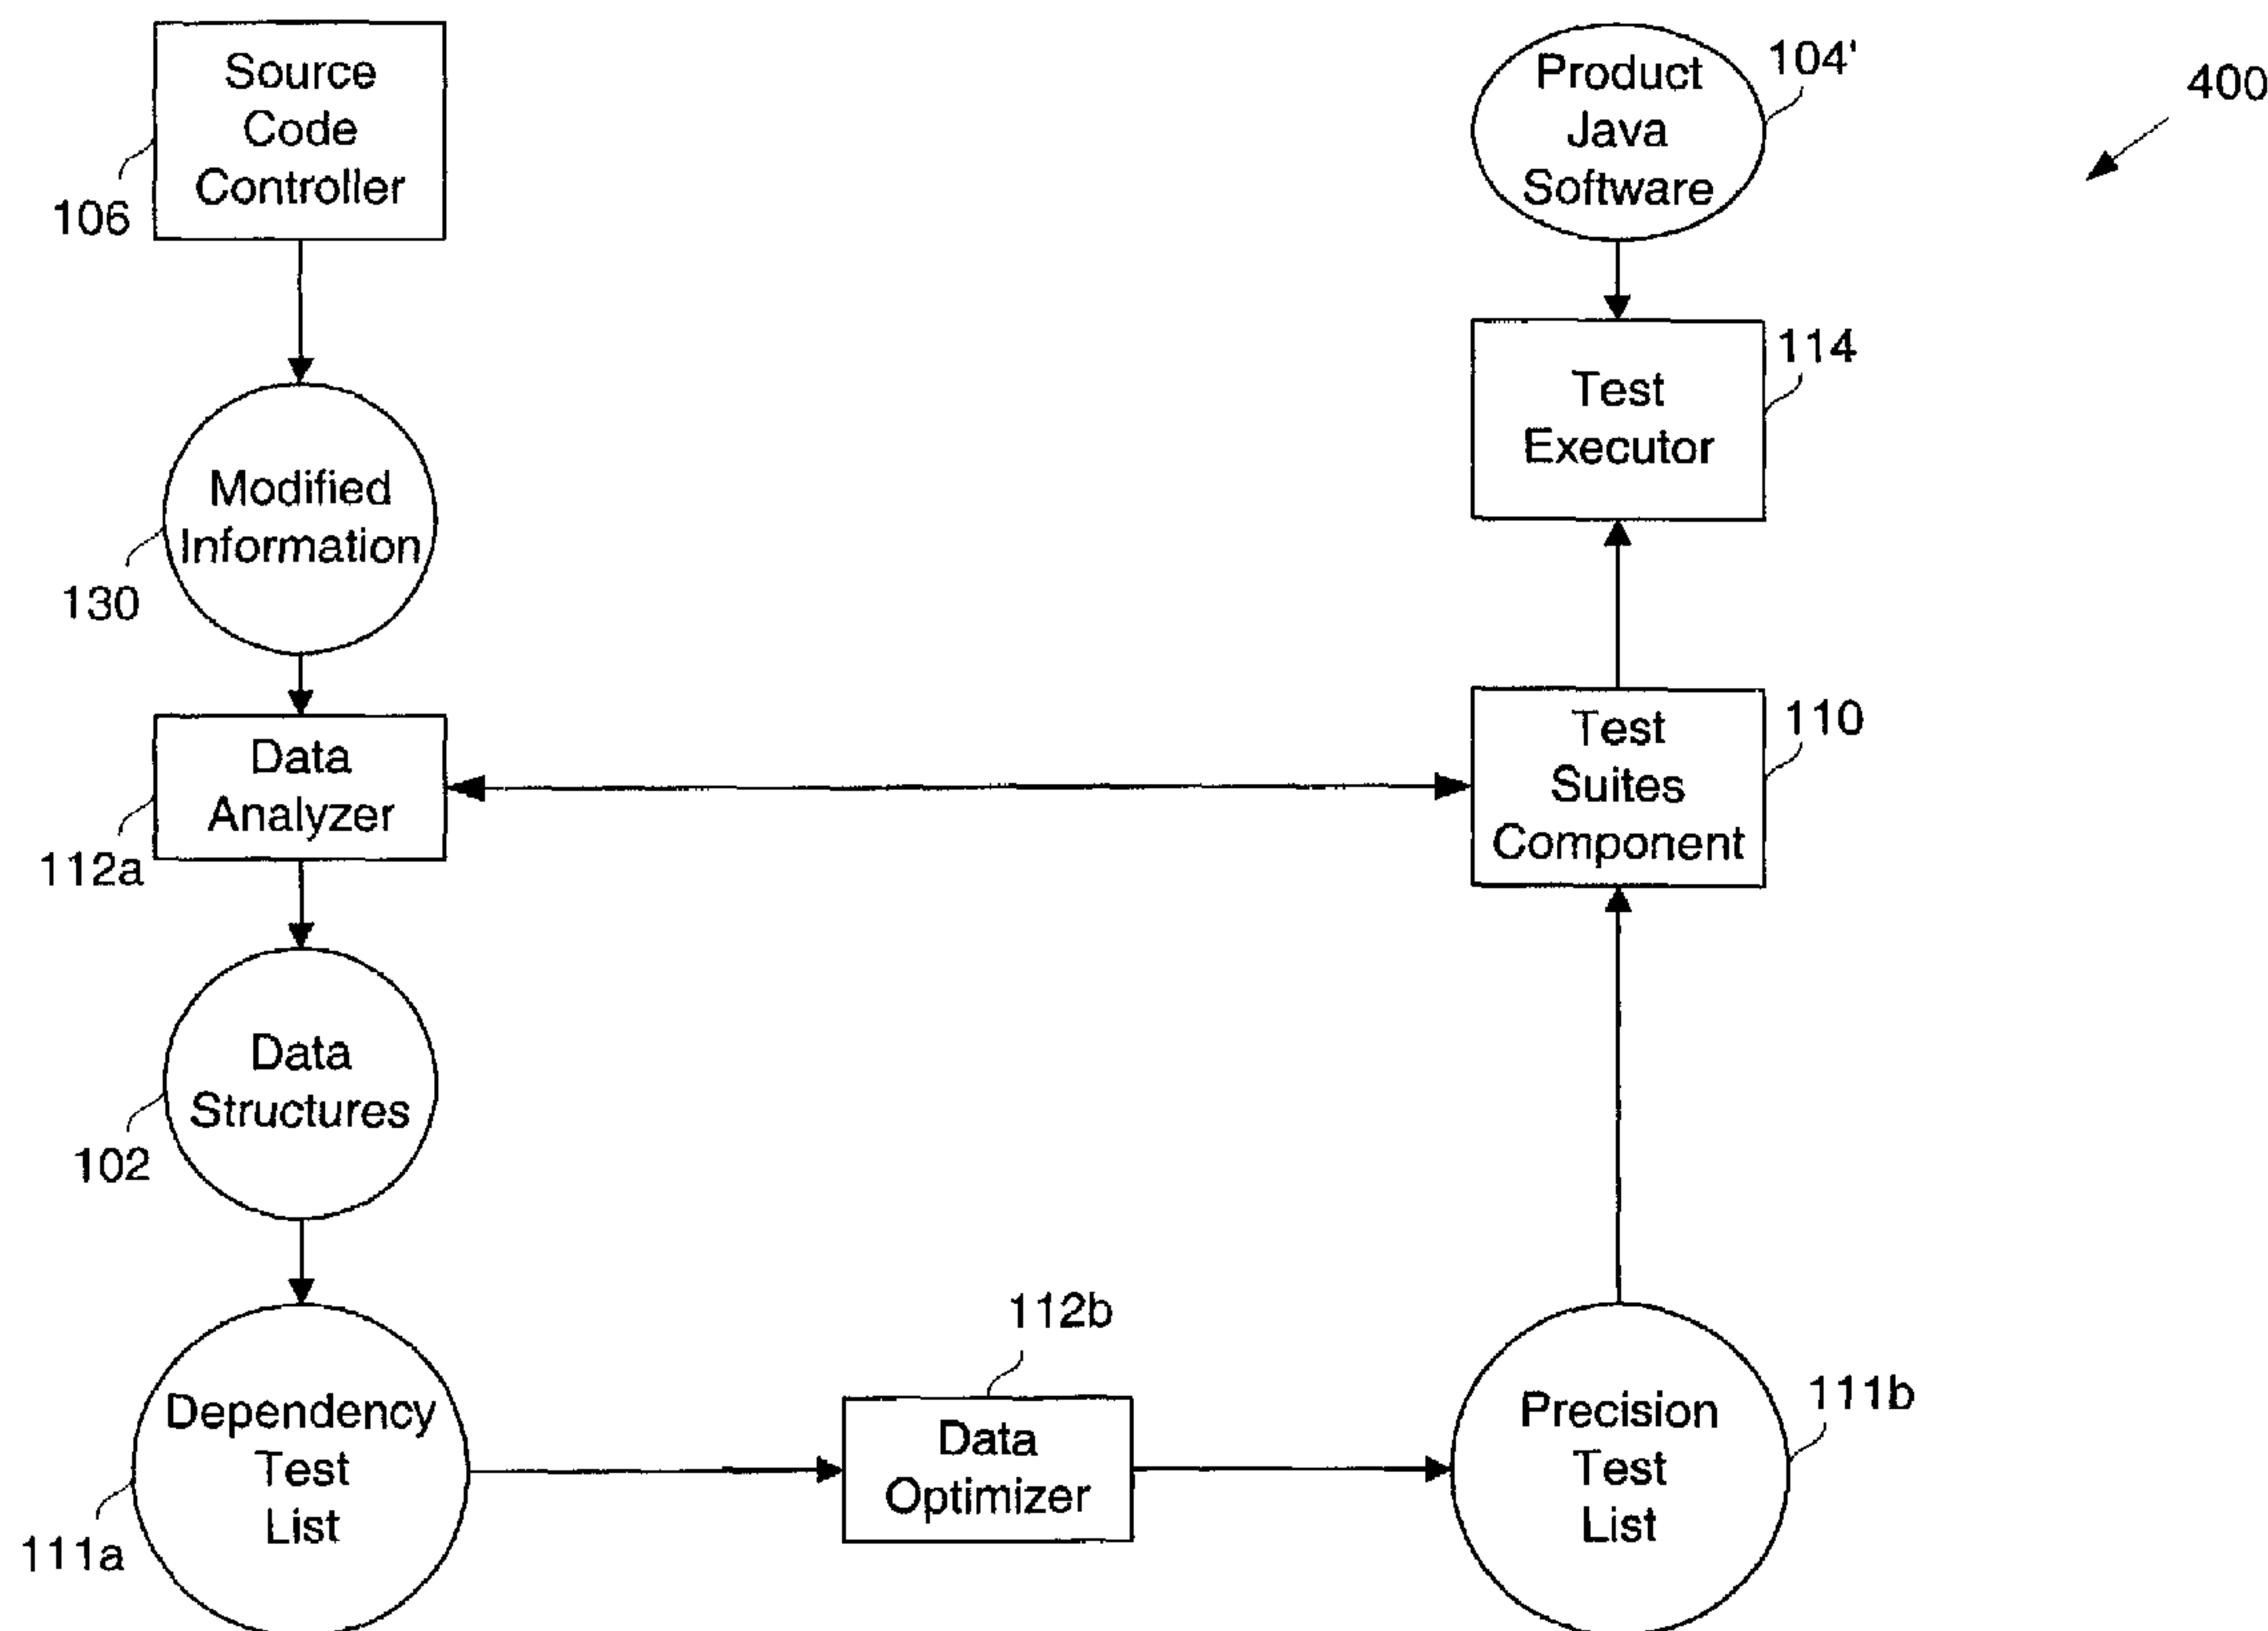 Source
Code
Controller
106
Product
Java
Software
104'
400
Modified
Information
130
Test
Executor
114
Data
Analyzer
112a
Test
Suites
Component
110
Data
Structures
102
Dependency
Test
List
111a
112b
Data
Optimizer
Precision
Test
List
111b